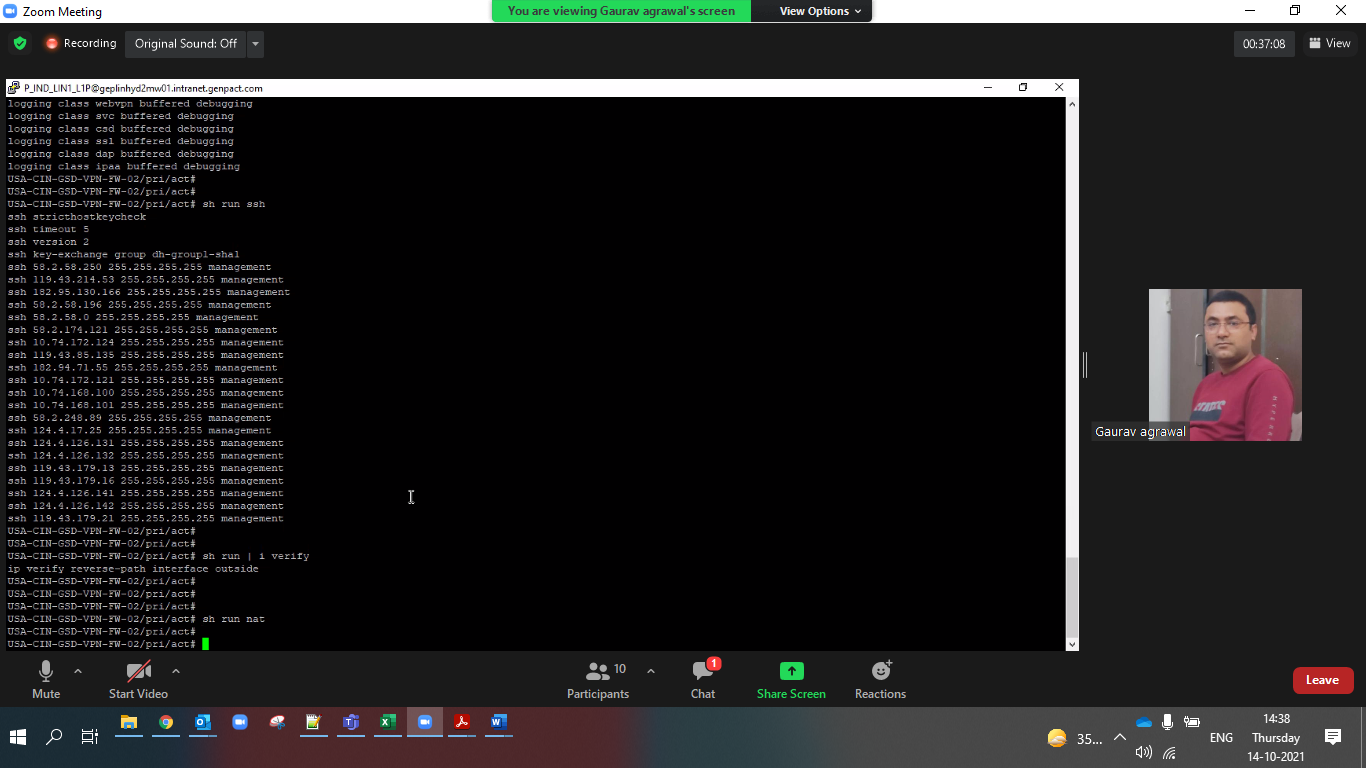 Zoom Meeting
You are viewing Gaurav agrawal's screen
View Options
Recording
Original Sound: Off
00:37:08
View
P_IND_LIN1_L1P@geplinhyd2mw01.intranet.genpact.com
logging class webvpn buffered debugging
logging class svc buffered debugging
logging class csd buffered debugging
logging class ssl buffered debugging
logging class dap buffered debugging
logging class ipaa buffered debugging
USA-CIN-GSD-VPN-FW-02/pri/act#
USA-CIN-GSD-VPN-FW-02/pri/act#
USA-CIN-GSD-VPN-FW-02/pri/act# sh run ssh
ssh stricthostkeycheck
ssh timeout 5
ssh version 2
ssh key-exchange group dh-group1-sha1
ssh 58.2.58.250 255.255.255.255 management
ssh 119.43.214.53 255.255.255.255 management
ssh 182.95.130.166 255.255.255.255 management
ssh 58.2.58.196 255.255.255.255 management
ssh 58.2.58.0 255.255.255.255 management
ssh 58.2.174.121 255.255.255.255 management
ssh 10.74.172.124 255.255.255.255 management
ssh 119.43.85.135 255.255.255.255 management
ssh 182.94.71.55 255.255.255.255 management
ssh 10.74.172.121 255.255.255.255 management
ssh 10.74.168.100 255.255.255.255 management
ssh 10.74.168.101 255.255.255.255 management
ssh 58.2.248.89 255.255.255.255 management
ssh 124.4.17.25 255.255.255.255 management
ssh 124.4.126.131 255.255.255.255 management
ssh 124.4.126.132 255.255.255.255 management
ssh 119.43.179.13 255.255.255.255 management
ssh 119.43.179.16 255.255.255.255 management
ssh 124.4.126.141 255.255.255.255 management
ssh 124.4.126.142 255.255.255.255 management
ssh 119.43.179.21 255.255.255.255 management
USA-CIN-GSD-VPN-FW-02/pri/act#
USA-CIN-GSD-VPN-FW-02/pri/act#
USA-CIN-GSD-VPN-FW-02/pri/act# sh run | i verify
ip verify reverse-path interface outside
USA-CIN-GSD-VPN-FW-02/pri/act#
USA-CIN-GSD-VPN-FW-02/pri/act#
USA-CIN-GSD-VPN-FW-02/pri/act#
USA-CIN-GSD-VPN-FW-02/pri/act# sh run nat
USA-CIN-GSD-VPN-FW-02/pri/act#
USA-CIN-GSD-VPN-FW-02/pri/act#
Gaurav agrawal
Mute
Start Video
10
Participants
1
Chat
Share Screen
Reactions
Leave
35...
ENG
14:38
Thursday
14-10-2021